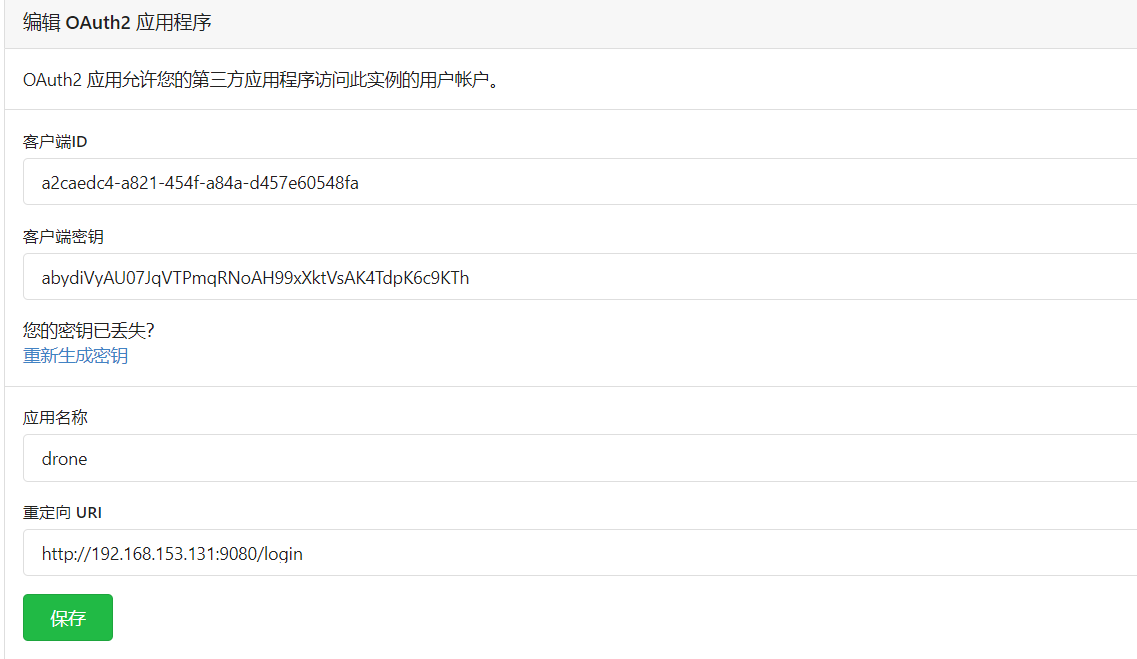 编辑 OAuth2 应用程序
OAuth2 应用允许您的第三方应用程序访问此实例的用户帐户。
客户端ID
a2caedc4-a821-454f-a84a-d457e60548fa
客户端密钥
abydiVyAU07JqVTPmqRNoAH99xXktVsAK4TdpK6c9KTh
您的密钥已丢失？
重新生成密钥
应用名称
drone
重定向 URI
http://192.168.153.131:9080/login
保存